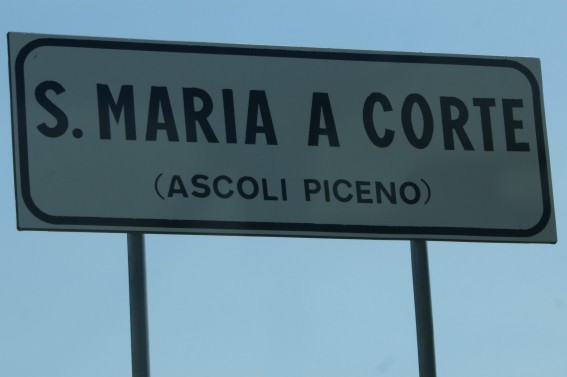 S. MARIA A CORTE
(ASCOLI PICENO)